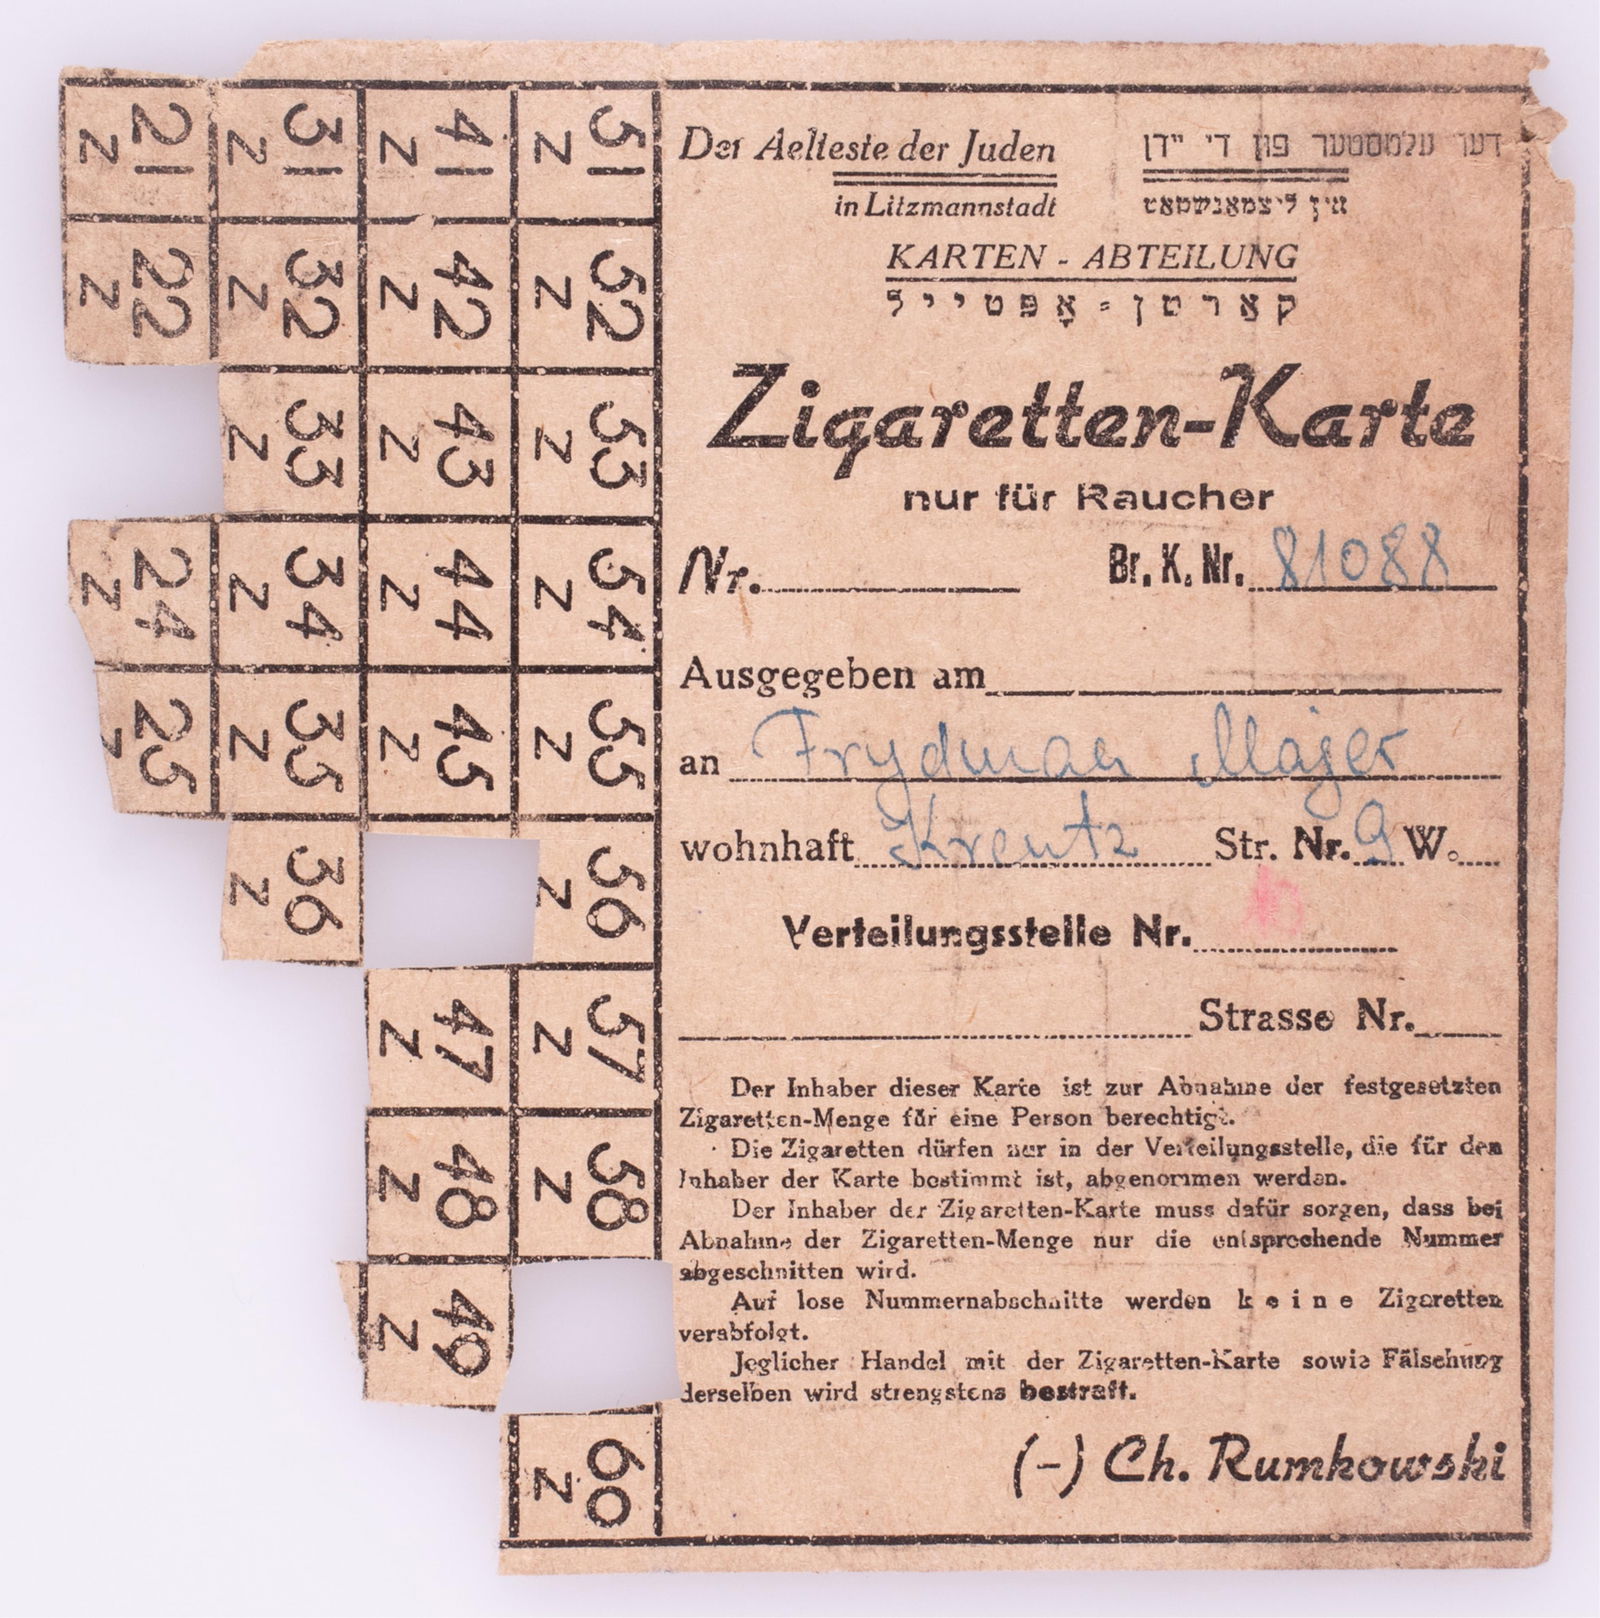 Der Aelteste der Juden
in Litzmannstadt
דער עלטסטער פון די יידן
אין ליצמאנשטאט
KARTEN - ABTEILUNG
קארטן=אָפּטייל
Zigaretten-Karte
nur für Raucher
Nr. Br. K. Nr. 81088
Ausgegeben am
an Frydman Majer
wohnhaft Kreutz Str. Nr. 9 W.
Verteilungsstelle Nr.
Strasse Nr.
Der Inhaber dieser Karte ist zur Abnahme der festgesetzten
Zigaretten-Menge für eine Person berechtigt.
Die Zigaretten dürfen nur in der Verteilungsstelle, die für den
Inhaber der Karte bestimmt ist, abgenommen werden.
Der Inhaber der Zigaretten-Karte muss dafür sorgen, dass bei
Abnahme der Zigaretten-Menge nur die entsprechende Nummer
abgeschnitten wird.
Auf lose Nummernabschnitte werden keine Zigaretten
verabfolgt.
Jeglicher Handel mit der Zigaretten-Karte sowie Fälschung
derselben wird strengstens bestraft.
(-) Ch. Rumkowski
21 Z 31 Z 41 Z 51 Z
22 Z 32 Z 42 Z 52 Z
33 Z 43 Z 53 Z
24 Z 34 Z 44 Z 54 Z
25 Z 35 Z 45 Z 55 Z
36 Z 56 Z
47 Z 57 Z
48 Z 58 Z
49 Z
60 Z